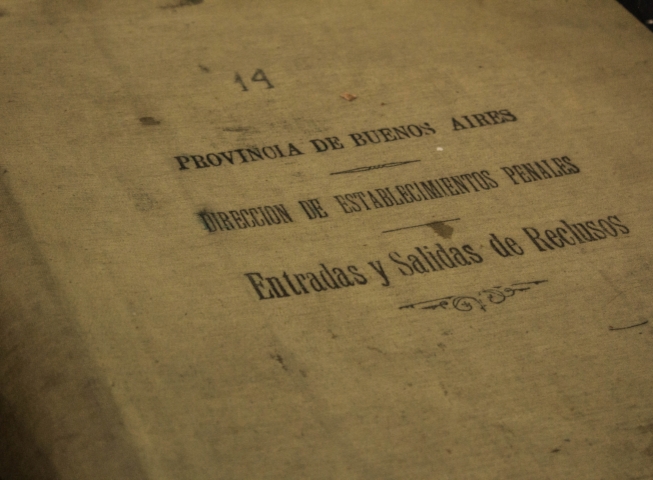 14
PROVINCIA DE BUENOS AIRES
DIRECCION DE ESTABLECIMIENTOS PENALES
Entradas y Salidas de Reclusos